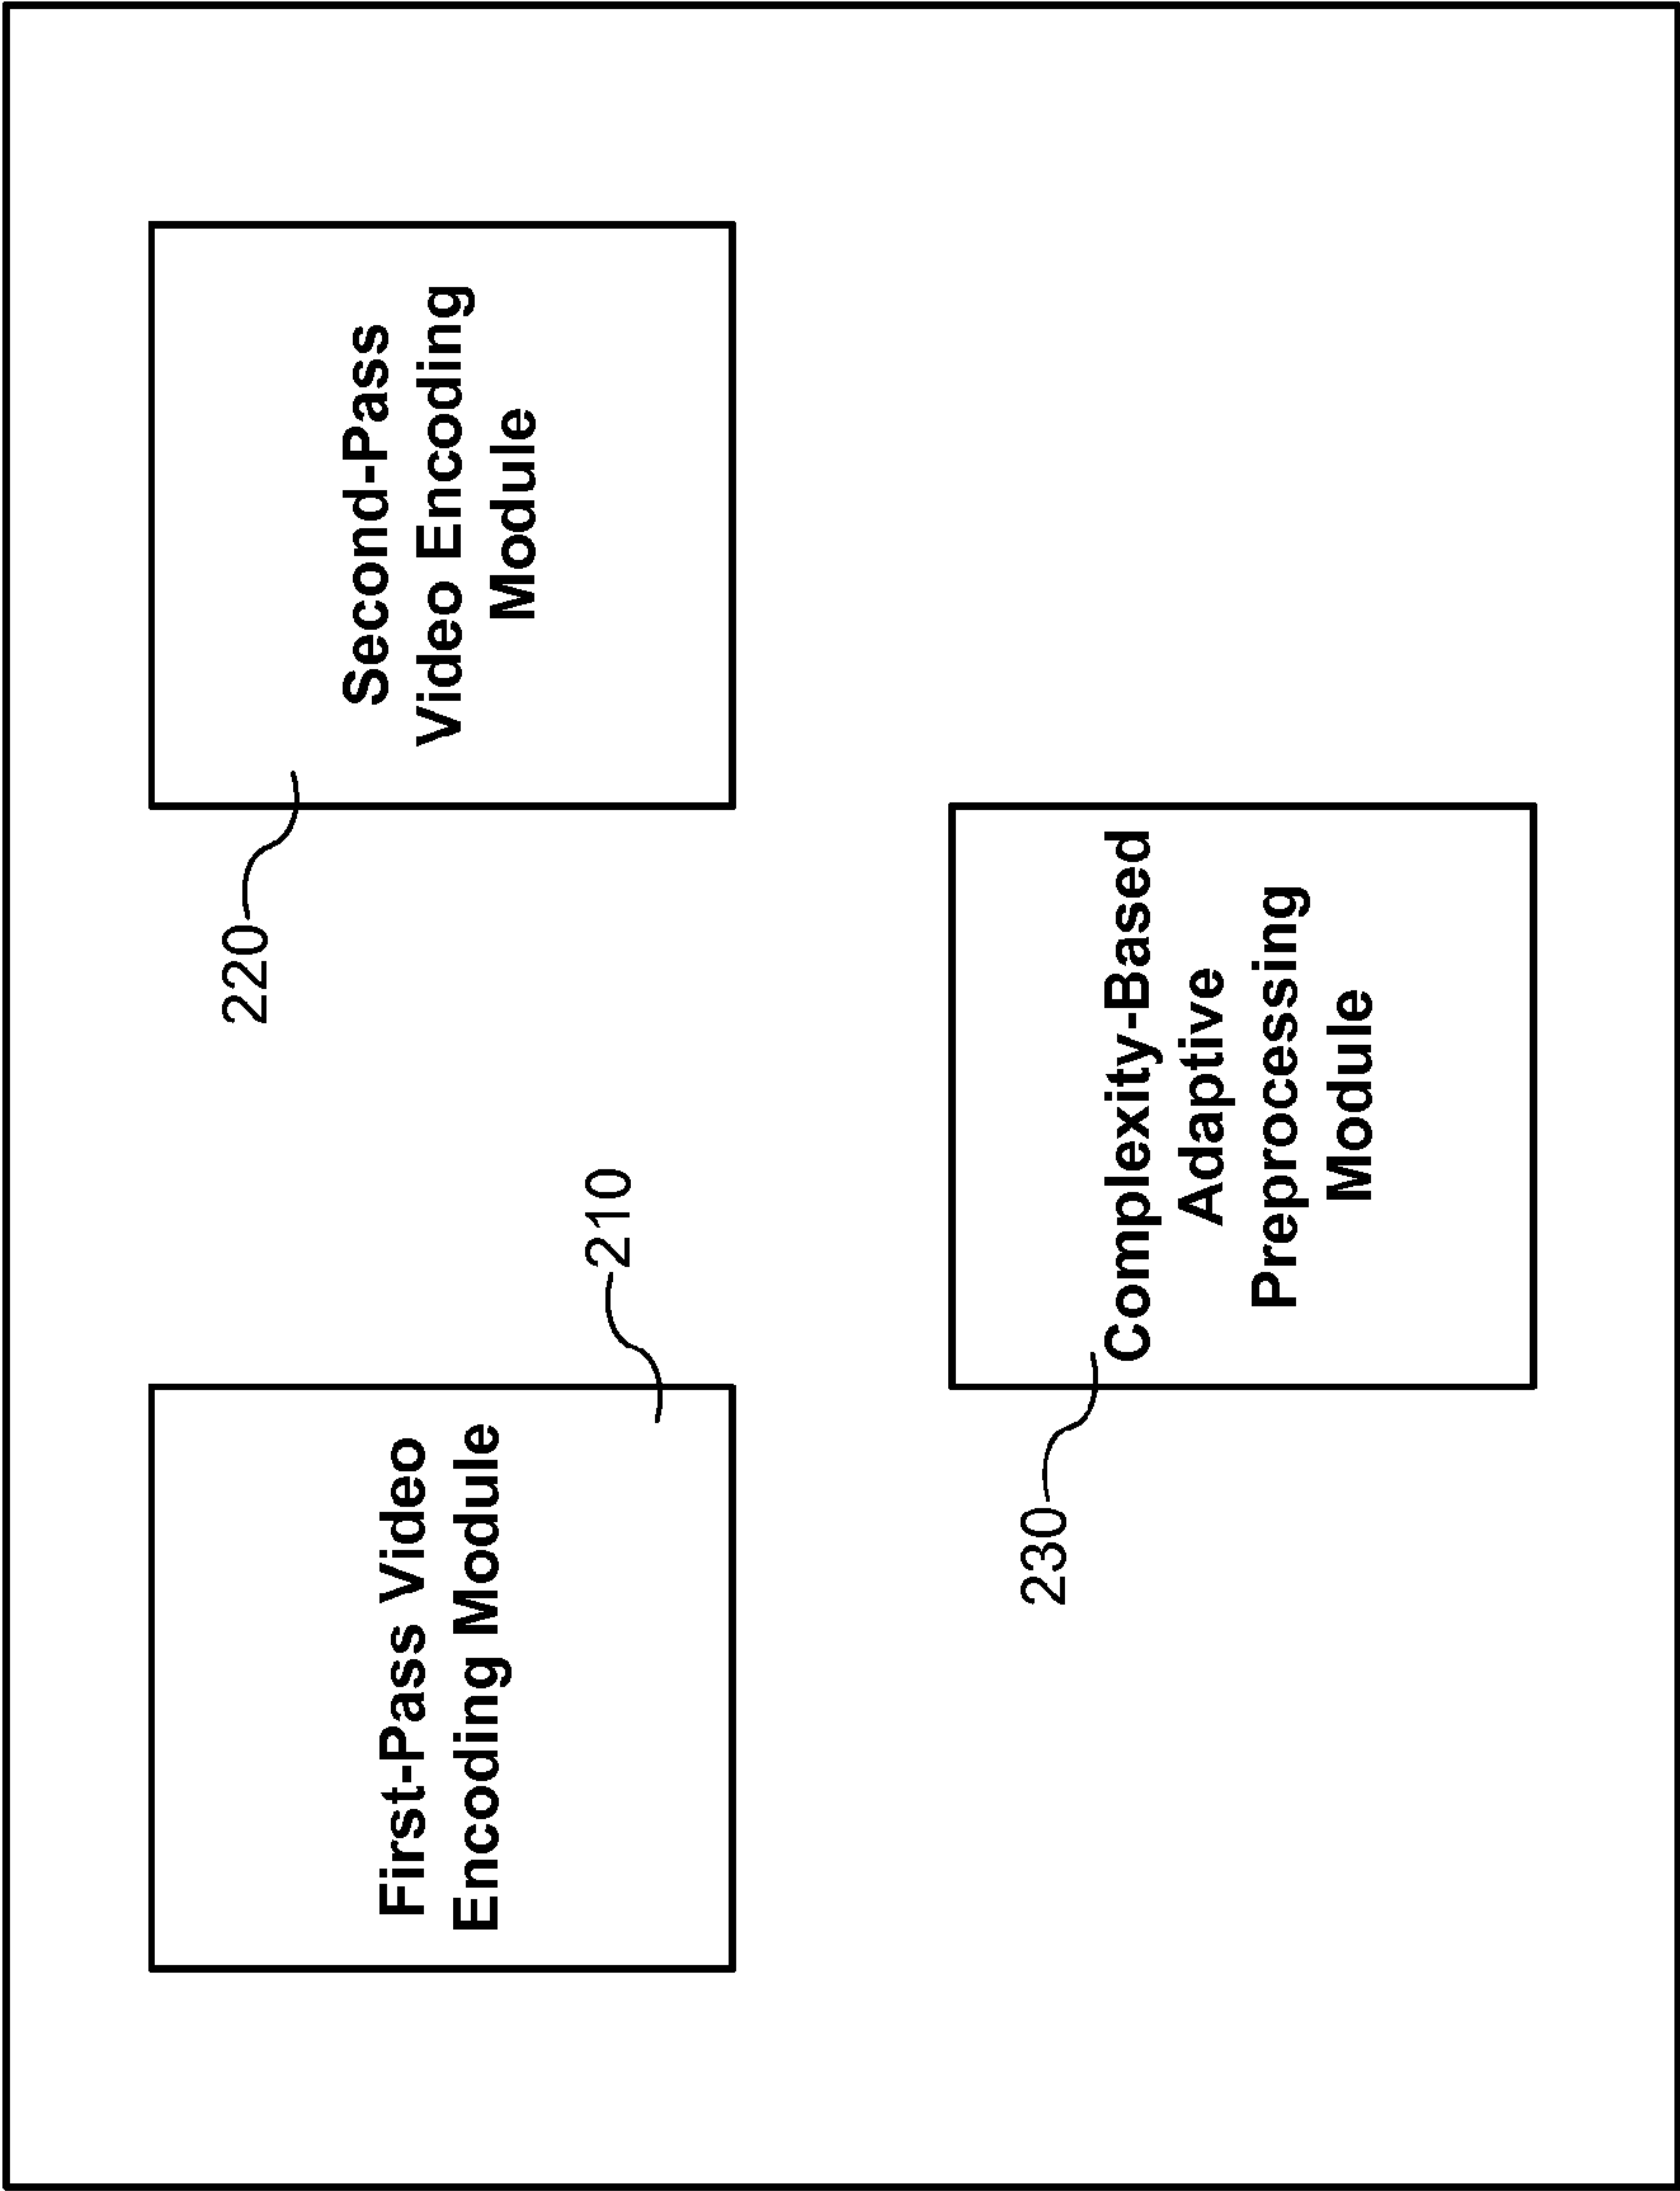 First-Pass Video
Encoding Module
210
220
Second-Pass
Video Encoding
Module
230
Complexity-Based
Adaptive
Preprocessing
Module